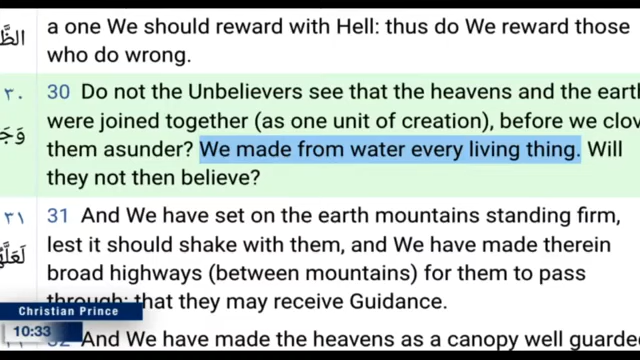 a one We should reward with Hell: thus do We reward those
الظَّ
who do wrong.
٣٠ 30 Do not the Unbelievers see that the heavens and the
were joined together (as one unit of creation), before we
وَجَ
them asunder? We made from water every living thing. Will
they not then believe?
٣١ 31 And We have set on the earth mountains standing firm,
lest it should shake with them, and We have made therein
broad highways (between mountains) for them to pass
through: that they may receive Guidance.
Christian Prince
10:33
And We have made the heavens as a canopy well